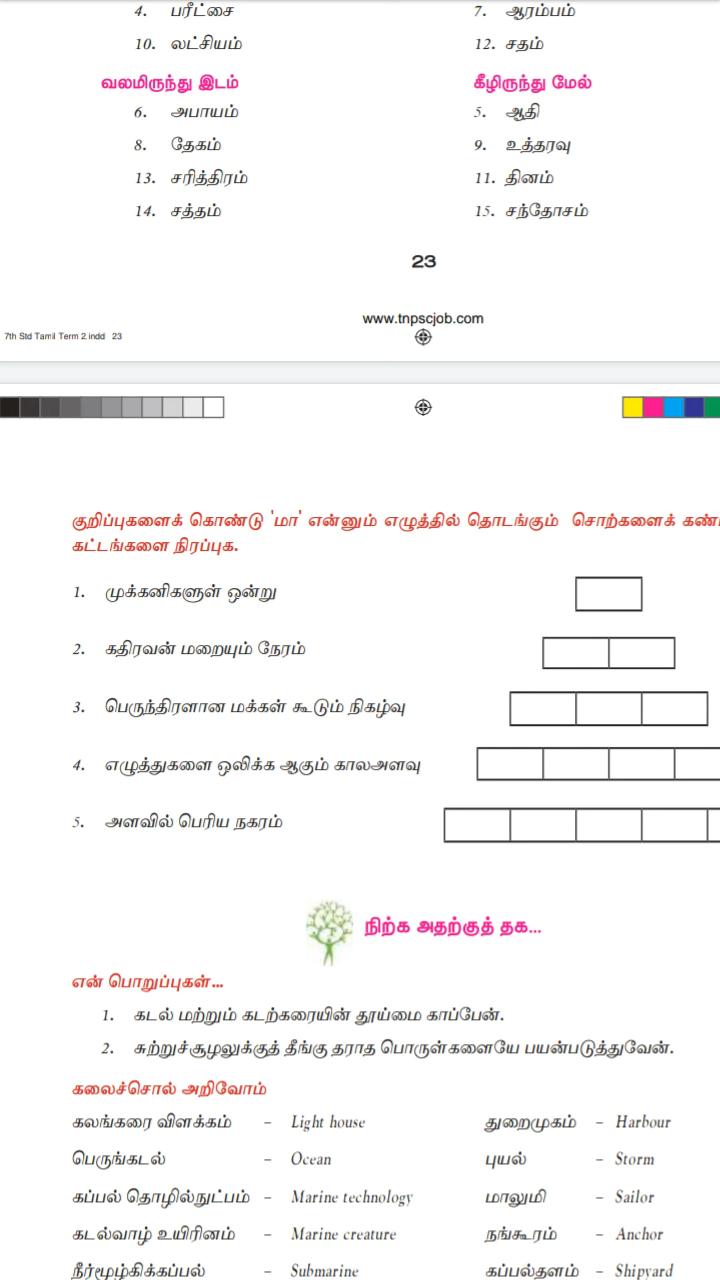 4. பரீட்சை 7. ஆரம்பம்
10. லட்சியம் 12. சதம்
வலமிருந்து இடம் கீழிருந்து மேல்
6. அபாயம் 5. ஆதி
8. தேகம் 9. உத்தரவு
13. சரித்திரம் 11. தினம்
14. சத்தம் 15. சந்தோசம்
23
www.tnpscjob.com
7th Std Tamil Term 2.indd 23
குறிப்புகளைக் கொண்டு 'மா' என்னும் எழுத்தில் தொடங்கும் சொற்களைக்
கட்டங்களை நிரப்புக.
1. முக்கனிகளுள் ஒன்று
2. கதிரவன் மறையும் நேரம்
3. பெருந்திரளான மக்கள் கூடும் நிகழ்வு
4. எழுத்துகளை ஒலிக்க ஆகும் காலஅளவு
5. அளவில் பெரிய நகரம்
நிற்க அதற்குத் தக...
என் பொறுப்புகள்...
1. கடல் மற்றும் கடற்கரையின் தூய்மை காப்பேன்.
2. சுற்றுச்சூழலுக்குத் தீங்கு தராத பொருள்களையே பயன்படுத்துவேன்.
கலைச்சொல் அறிவோம்
கலங்கரை விளக்கம் – Light house துறைமுகம் – Harbour
பெருங்கடல் – Ocean புயல் – Storm
கப்பல் தொழில்நுட்பம் – Marine technology மாலுமி – Sailor
கடல்வாழ் உயிரினம் – Marine creature நங்கூரம் – Anchor
நீர்மூழ்கிக்கப்பல் – Submarine கப்பல்தளம் – Shipyard